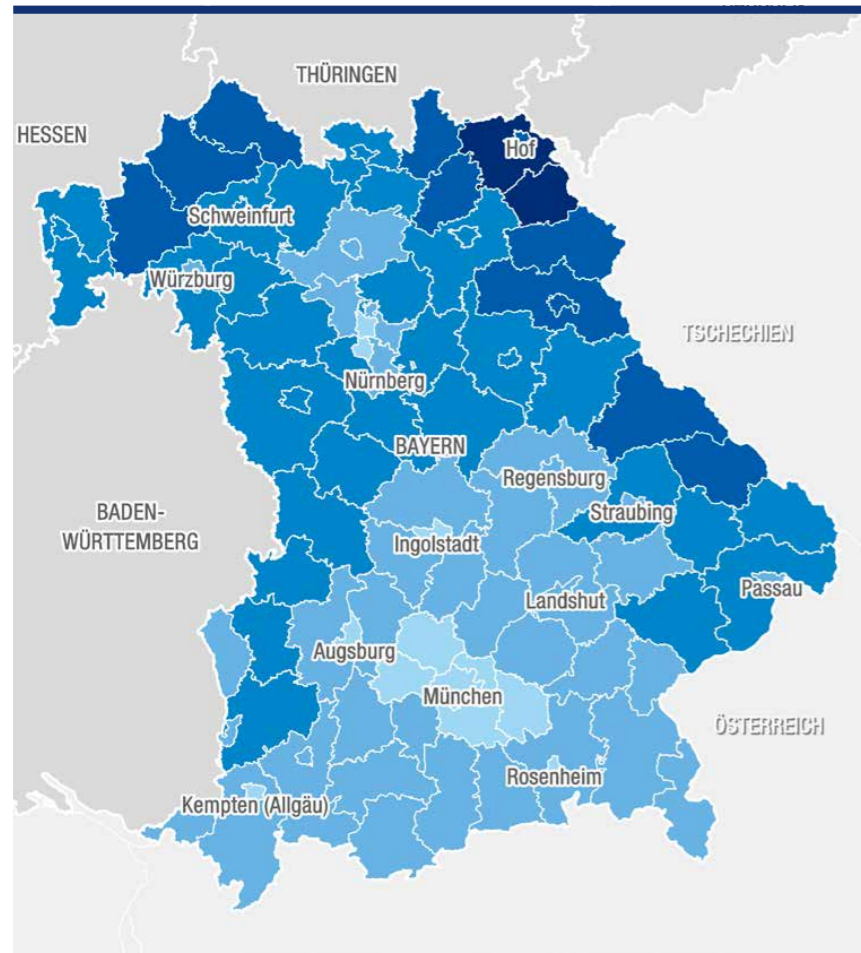 THÜRINGEN
HESSEN
Hof
Schweinfurt
Würzburg
TSCHECHIEN
Nürnberg
BAYERN
Regensburg
BADEN-
WÜRTTEMBERG
Straubing
Ingolstadt
Passau
Landshut
Augsburg
München
ÖSTERREICH
Rosenheim
Kempten (Allgäu)